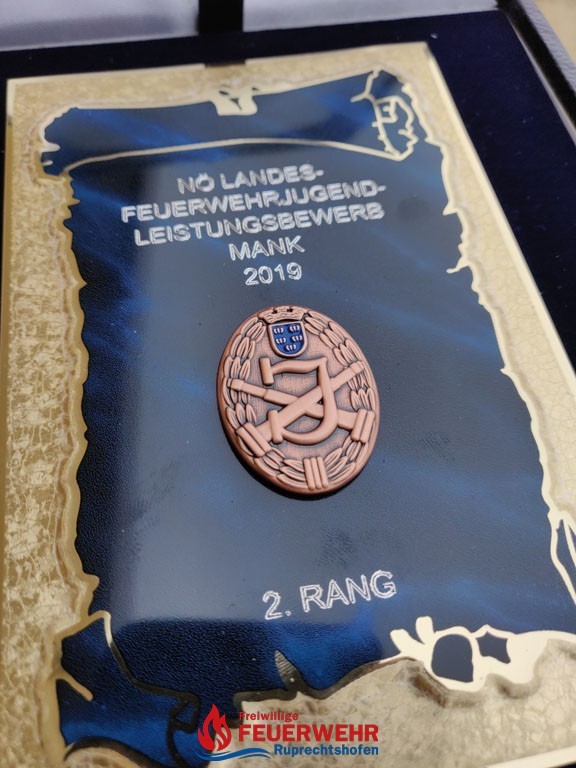 NÖ LANDES-
FEUERWEHRJUGEND-
LEISTUNGSBEWERB
MANK
2019
J
2. RANG
Freiwillige
FEUERWEHR
Ruprechtshofen